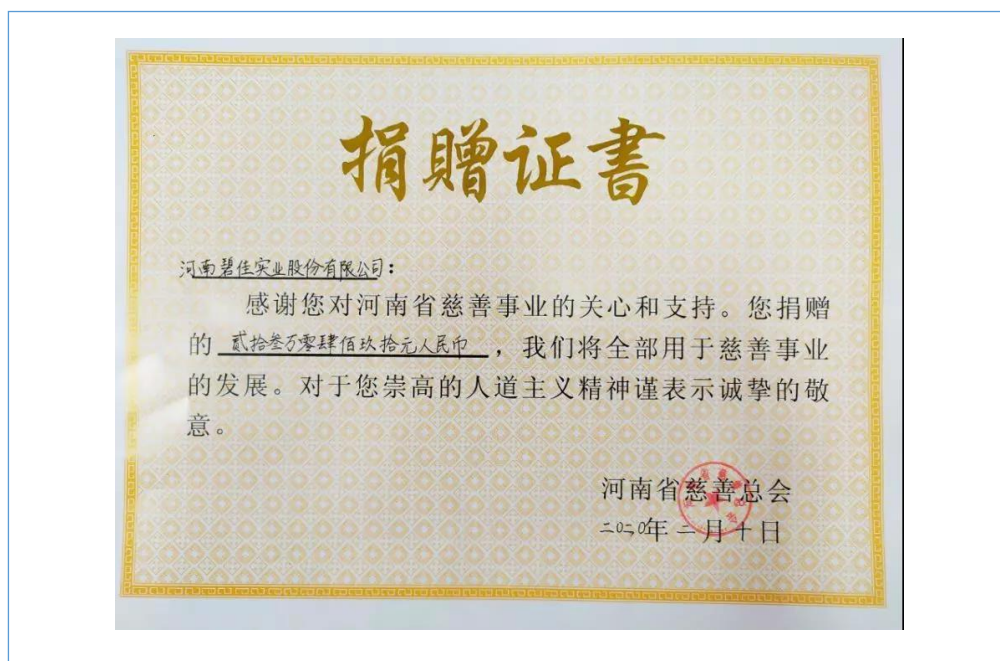 捐贈证書
河南碧佳实业股份有限公司：
感谢您对河南省慈善事业的关心和支持。您捐赠
的 贰拾叁万零肆佰玖拾元人民币 ，我们将全部用于慈善事业
的发展。对于您崇高的人道主义精神谨表示诚挚的敬
意。
河南省慈善总会
二〇二〇年二月十日